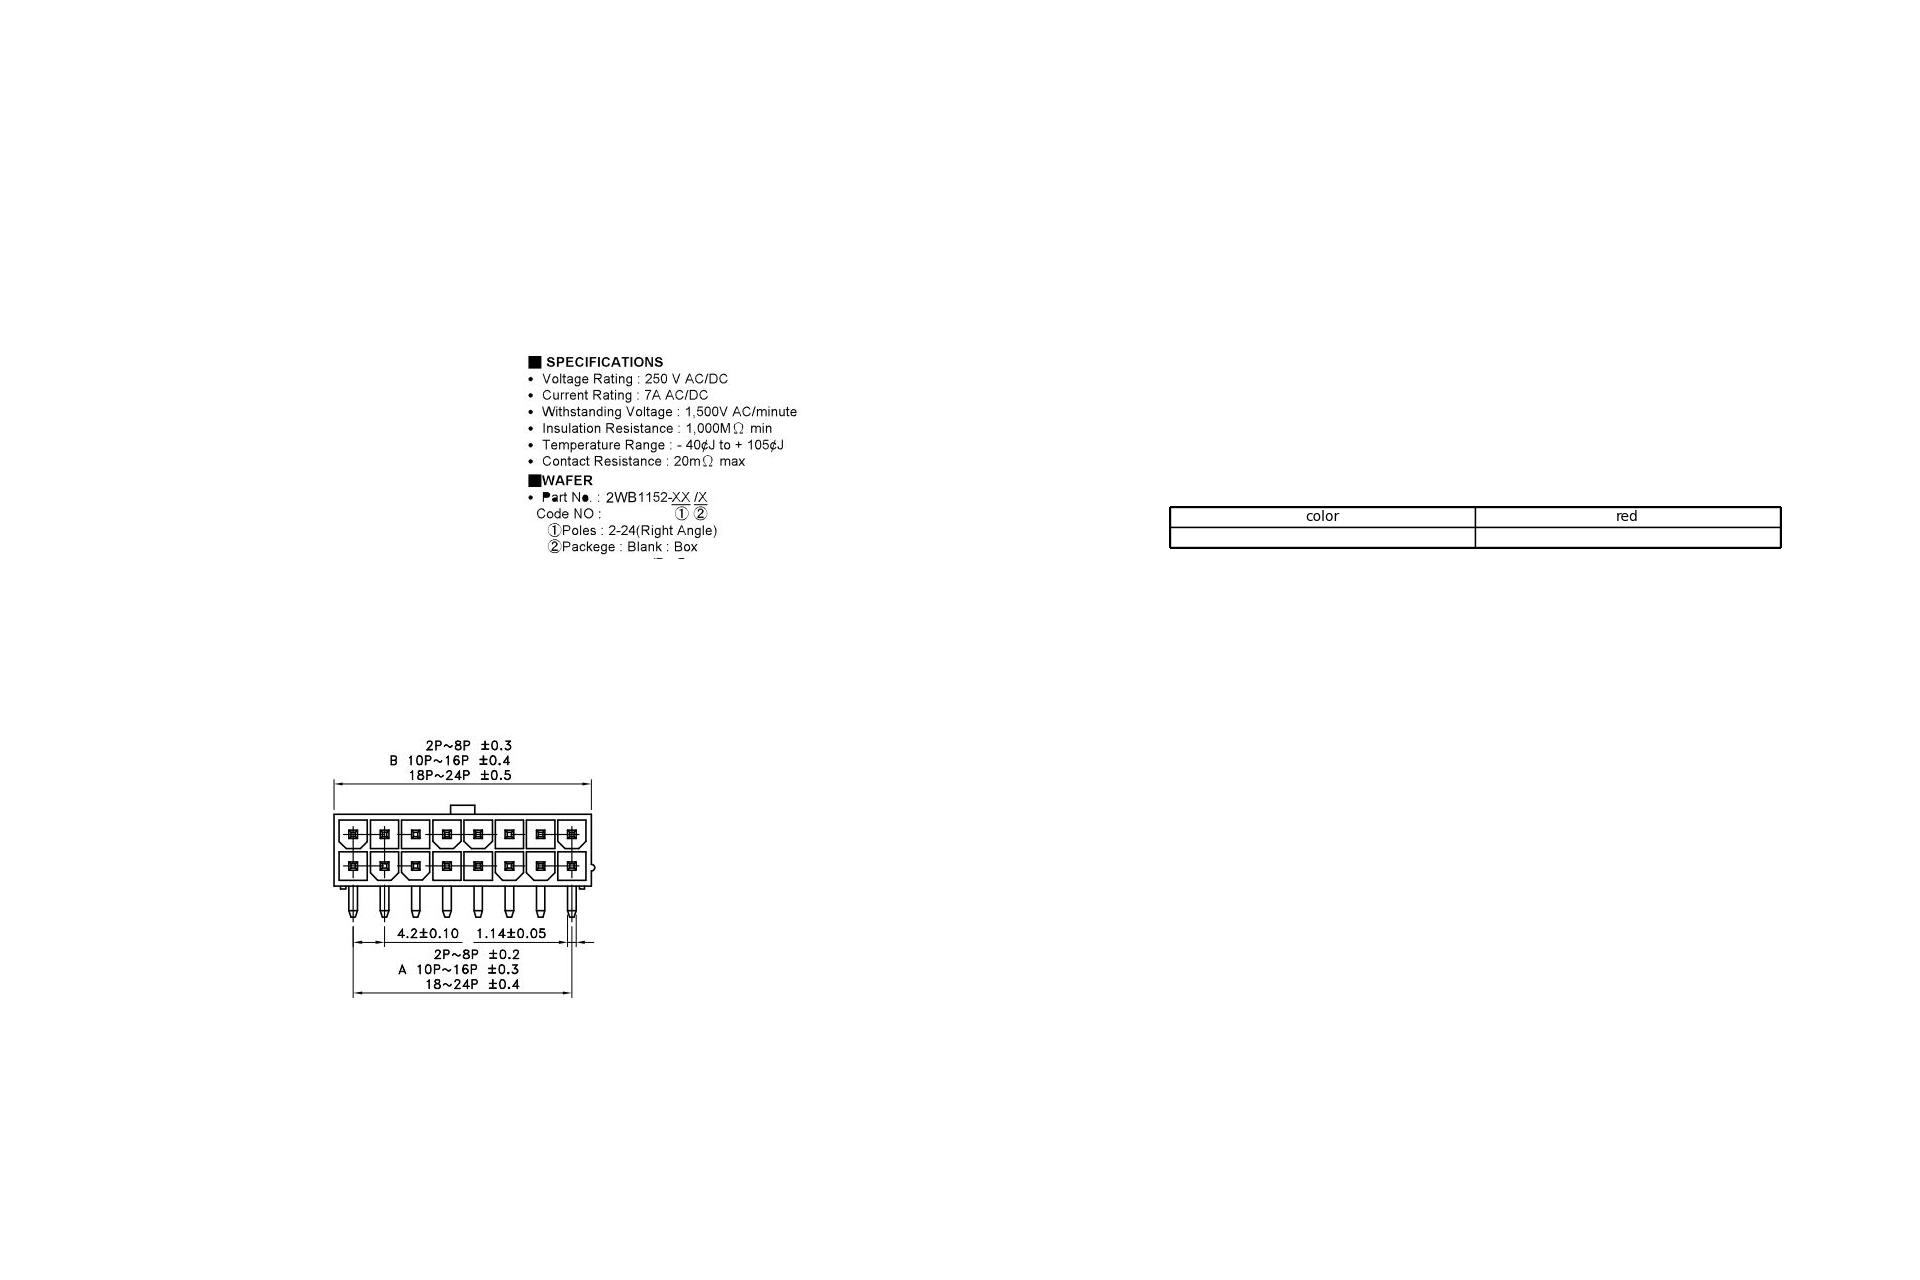 ■ SPECIFICATIONS
• Voltage Rating : 250 V AC/DC
• Current Rating : 7A AC/DC
• Withstanding Voltage : 1,500V AC/minute
• Insulation Resistance : 1,000MΩ min
• Temperature Range : - 40¢J to + 105¢J
• Contact Resistance : 20mΩ max
■WAFER
• Part No. : 2WB1152-XX /X
Code NO : ① ②
①Poles : 2-24(Right Angle)
②Packege : Blank : Box
color red
2P~8P ±0.3
B 10P~16P ±0.4
18P~24P ±0.5
4.2±0.10 1.14±0.05
2P~8P ±0.2
A 10P~16P ±0.3
18~24P ±0.4